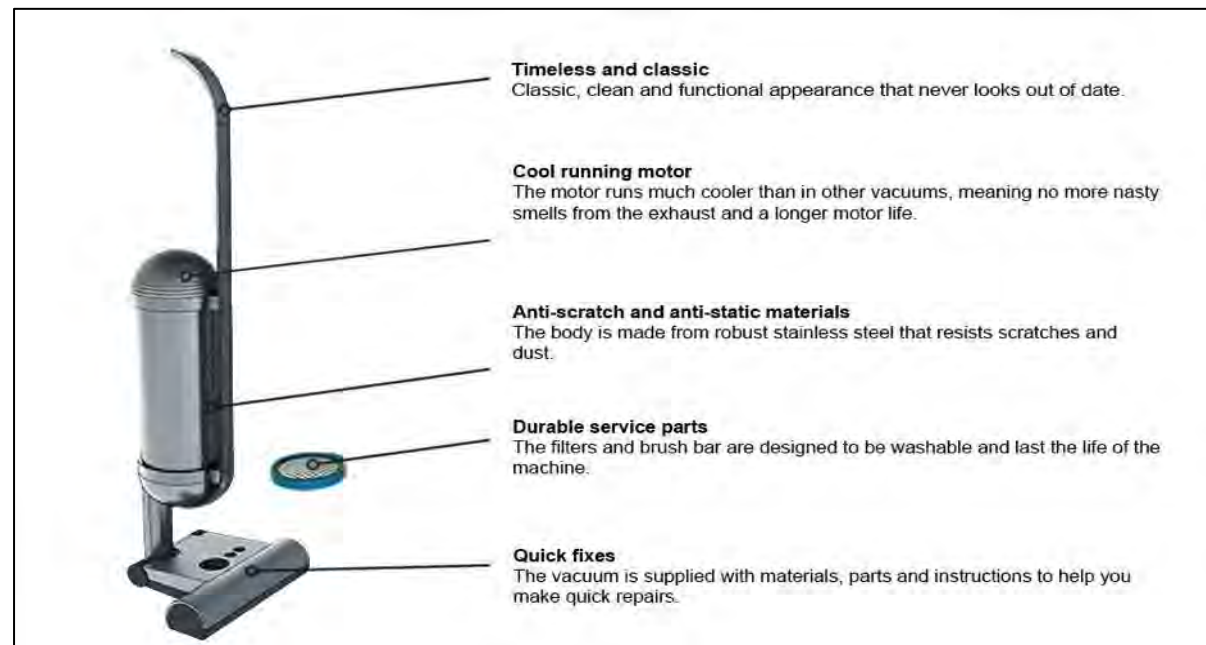 Timeless and classic
Classic, clean and functional appearance that never looks out of date.
Cool running motor
The motor runs much cooler than in other vacuums, meaning no more nasty
smells from the exhaust and a longer motor life.
Anti-scratch and anti-static materials
The body is made from robust stainless steel that resists scratches and
dust.
Durable service parts
The filters and brush bar are designed to be washable and last the life of the
machine.
Quick fixes
The vacuum is supplied with materials, parts and instructions to help you
make quick repairs.